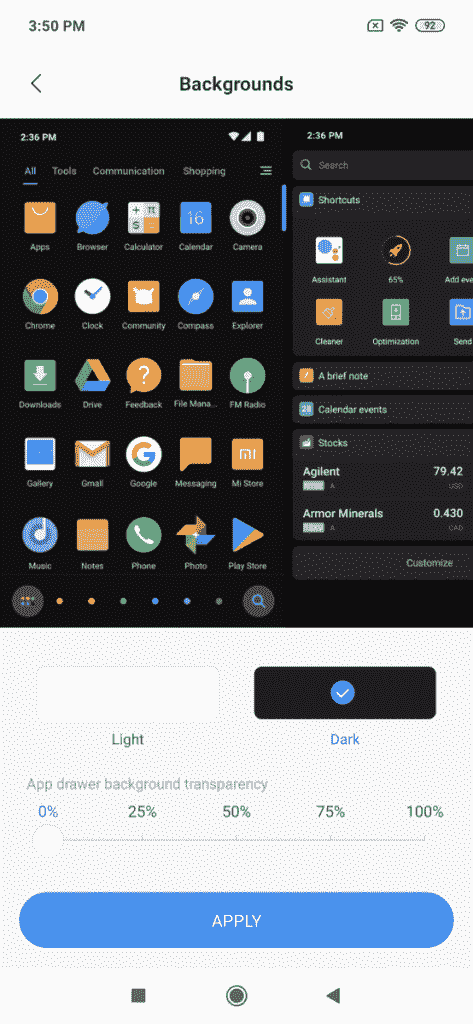 3:50 PM
92
Backgrounds
2:36 PM
All Tools Communication Shopping
16
Apps Browser Calculator Calendar Camera
Chrome Clock Community Compass Explorer
Downloads Drive Feedback File Mana... FM Radio
Gallery Gmail Google Messaging Mi Store
Music Notes Phone Photo Play Store
2:36 PM
Search
Shortcuts
Assistant 65% Add eve
Cleaner Optimization Send
A brief note
28 Calendar events
Stocks
Agilent 79.42
A USD
Armor Minerals 0.430
A CAD
Customize
Light Dark
App drawer background transparency
0% 25% 50% 75% 100%
APPLY